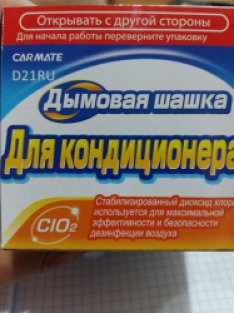 Открывать с другой стороны
Для начала работы переверните упаковку
CARMATE
D21RU
Дымовая шашка
Для кондиционера
ClO₂
Стабилизированный диоксид хлора
используется для максимальной
эффективности и безопасности
дезинфекции воздуха